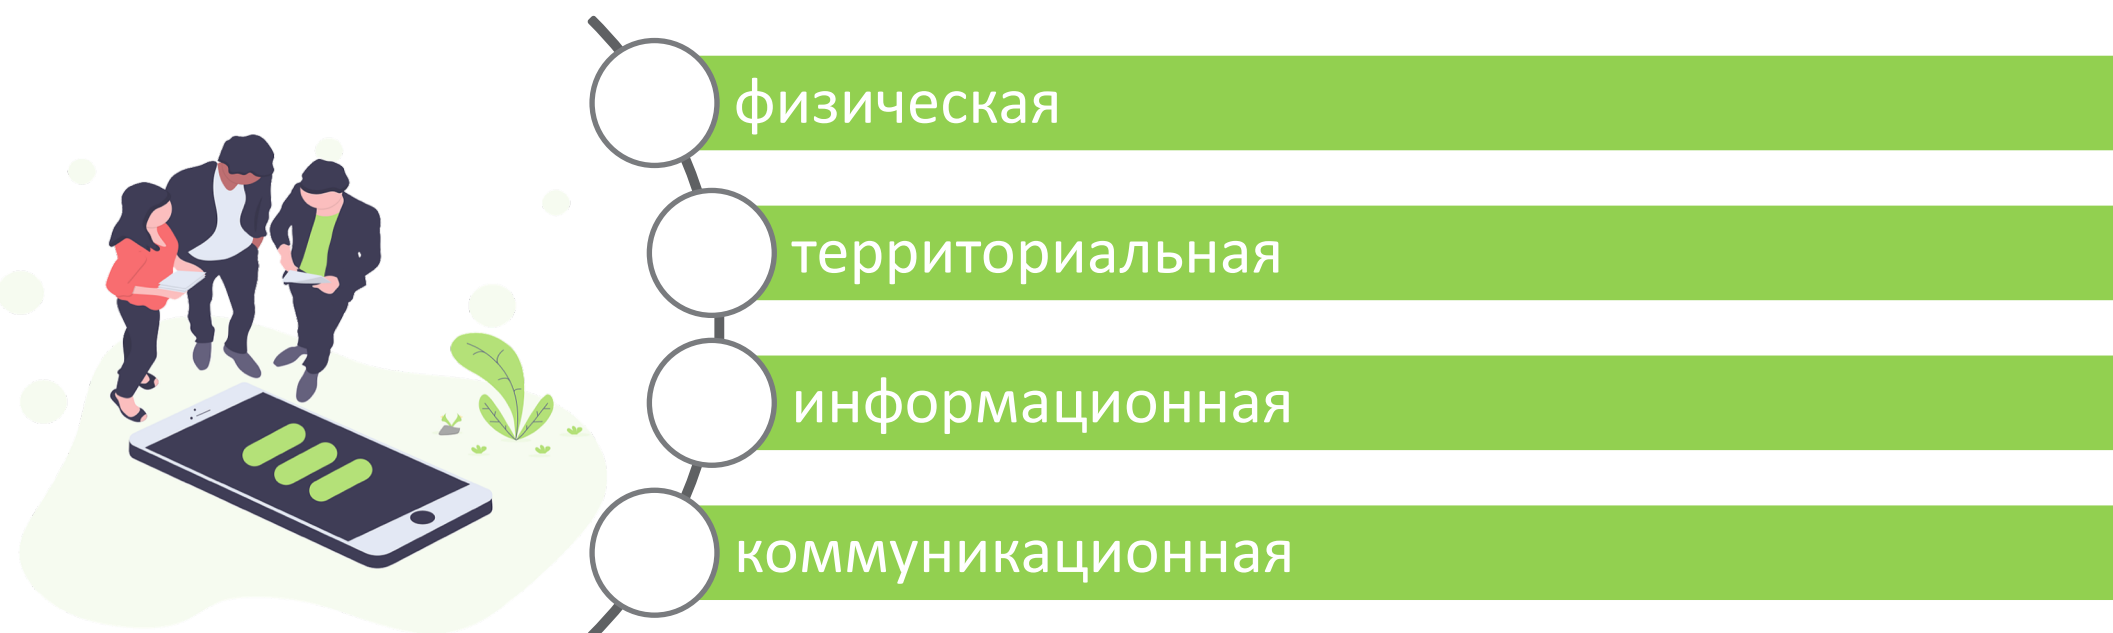 физическая
территориальная
информационная
коммуникационная